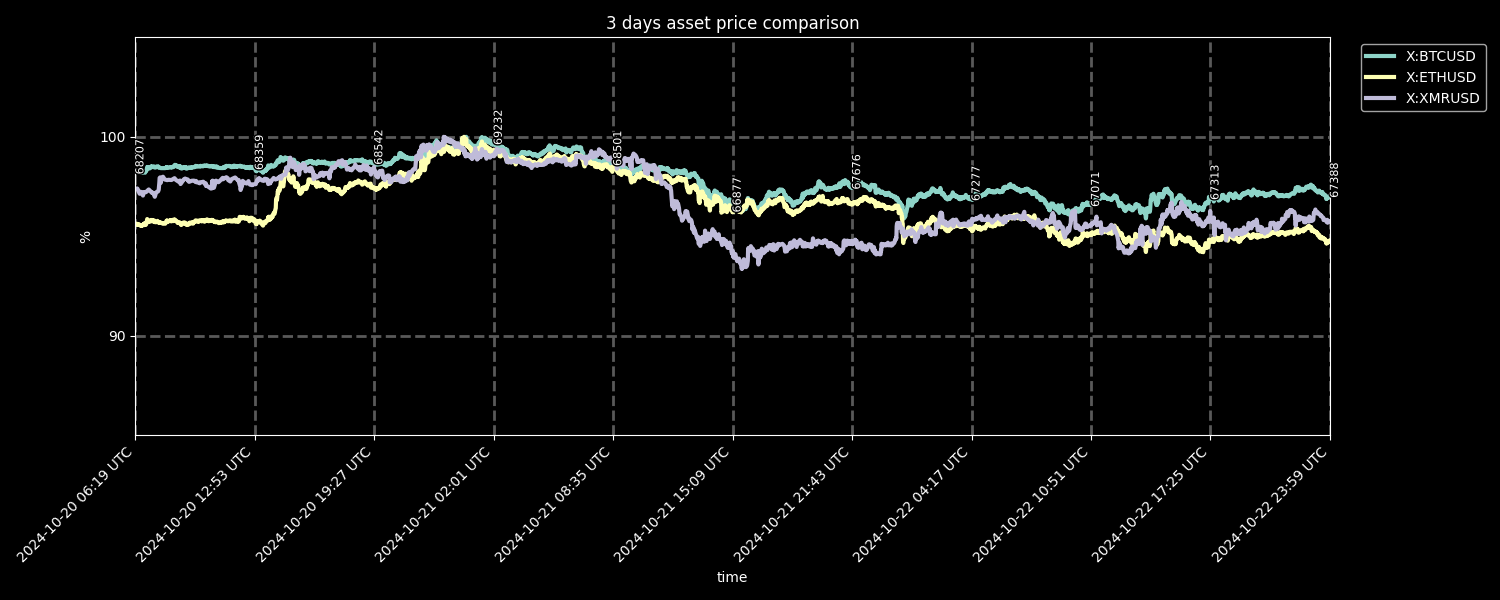 3 days asset price comparison
X:BTCUSD
X:ETHUSD
X:XMRUSD
100
90
%
68207
68359
68542
69232
68501
66877
67676
67277
67071
67313
67388
2024-10-20 06:19 UTC
2024-10-20 12:53 UTC
2024-10-20 19:27 UTC
2024-10-21 02:01 UTC
2024-10-21 08:35 UTC
2024-10-21 15:09 UTC
2024-10-21 21:43 UTC
2024-10-22 04:17 UTC
2024-10-22 10:51 UTC
2024-10-22 17:25 UTC
2024-10-22 23:59 UTC
time